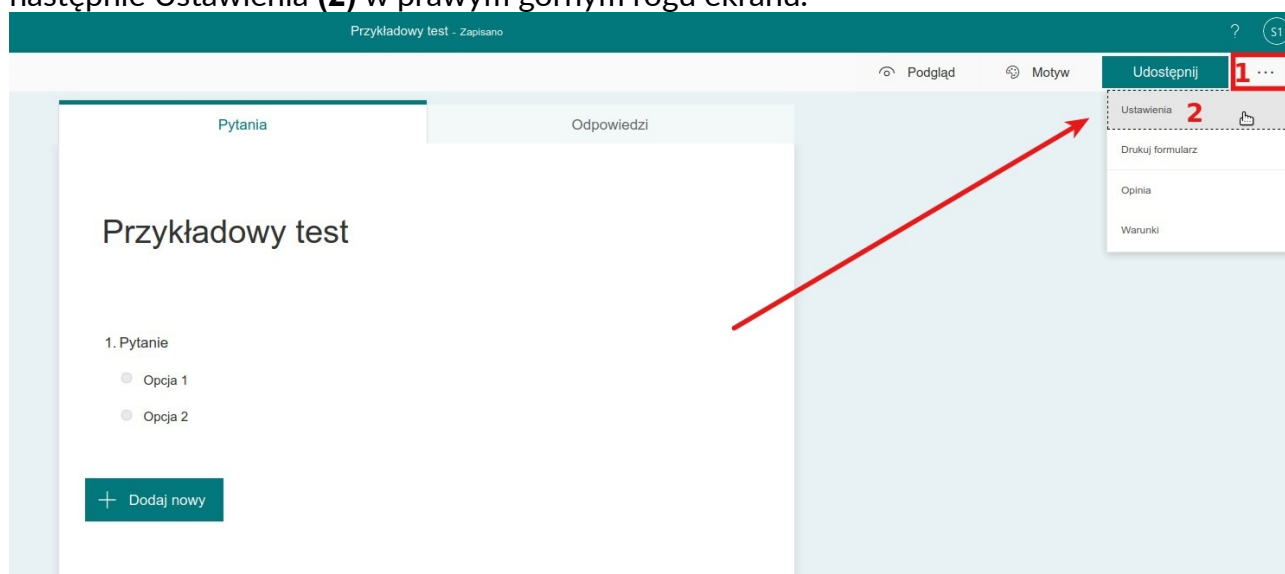 następnie Ustawienia (2) w prawym górnym rogu ekranu.
Przykładowy test - Zapisano ? S1
Podgląd Motyw Udostępnij 1 ...
Pytania Odpowiedzi
Ustawienia 2
Drukuj formularz
Opinia
Warunki
Przykładowy test
1. Pytanie
Opcja 1
Opcja 2
+ Dodaj nowy